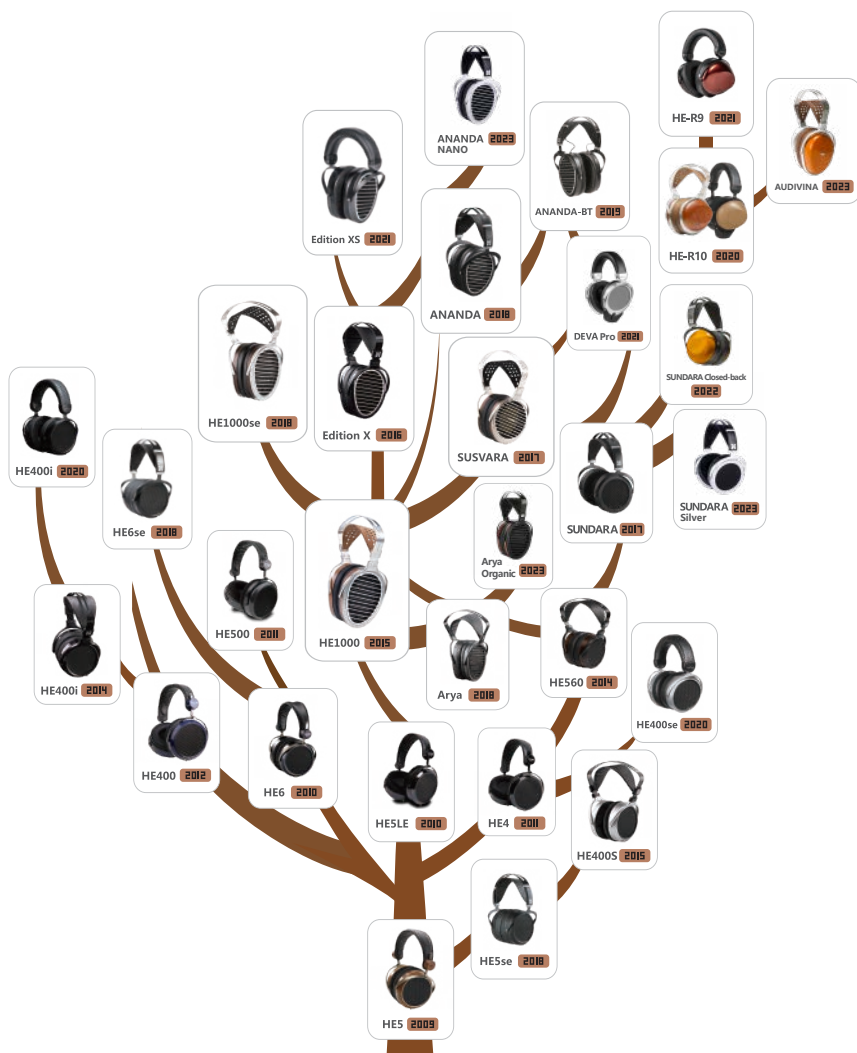 HE-R9 2021
ANANDA 2023
NANO
AUDIVINA 2023
ANANDA-BT 2019
Edition XS 2021
HE-R10 2020
ANANDA 2018
DEVA Pro 2021
SUNDARA Closed-back
2022
HE1000se 2018
Edition X 2016
SUSVARA 2017
HE400i 2020
SUNDARA 2023
Silver
HE6se 2018
SUNDARA 2017
Arya 2023
Organic
HE500 2011
HE1000 2015
HE400i 2014
Arya 2018
HE560 2014
HE400se 2020
HE400 2012
HE6 2010
HE5LE 2010
HE4 2011
HE400S 2015
HE5se 2018
HE5 2009